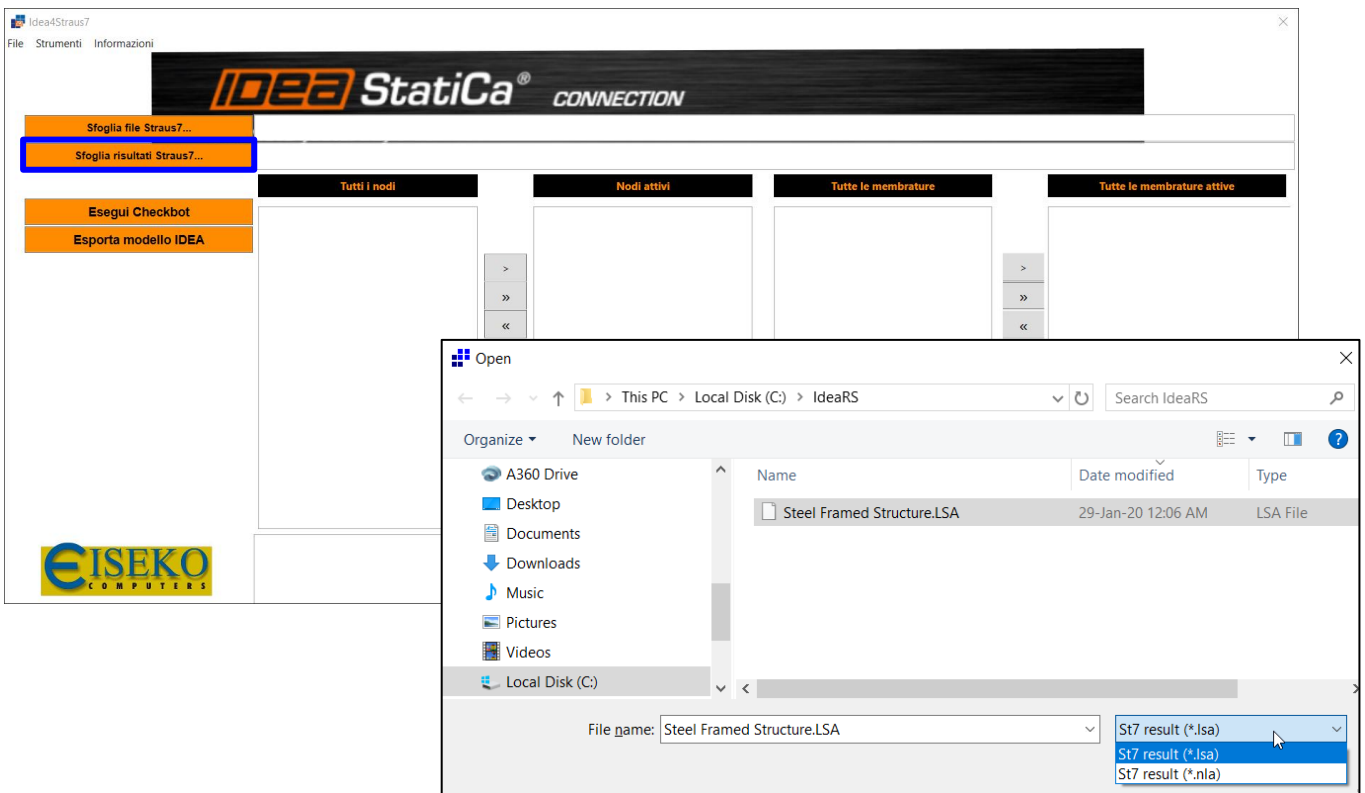 Idea4Straus7
File Strumenti Informazioni
IDEA StatiCa® CONNECTION
Sfoglia file Straus7...
Sfoglia risultati Straus7...
Tutti i nodi
Nodi attivi
Tutte le membrature
Tutte le membrature attive
Esegui Checkbot
Esporta modello IDEA
>
»
«
>
»
«
EISEKO
COMPUTERS
Open
This PC > Local Disk (C:) > IdeaRS
Search IdeaRS
Organize
New folder
?
A360 Drive
Desktop
Documents
Downloads
Music
Pictures
Videos
Local Disk (C:)
Name
Date modified
Type
Steel Framed Structure.LSA
29-Jan-20 12:06 AM
LSA File
File name: Steel Framed Structure.LSA
St7 result (*.lsa)
St7 result (*.lsa)
St7 result (*.nla)